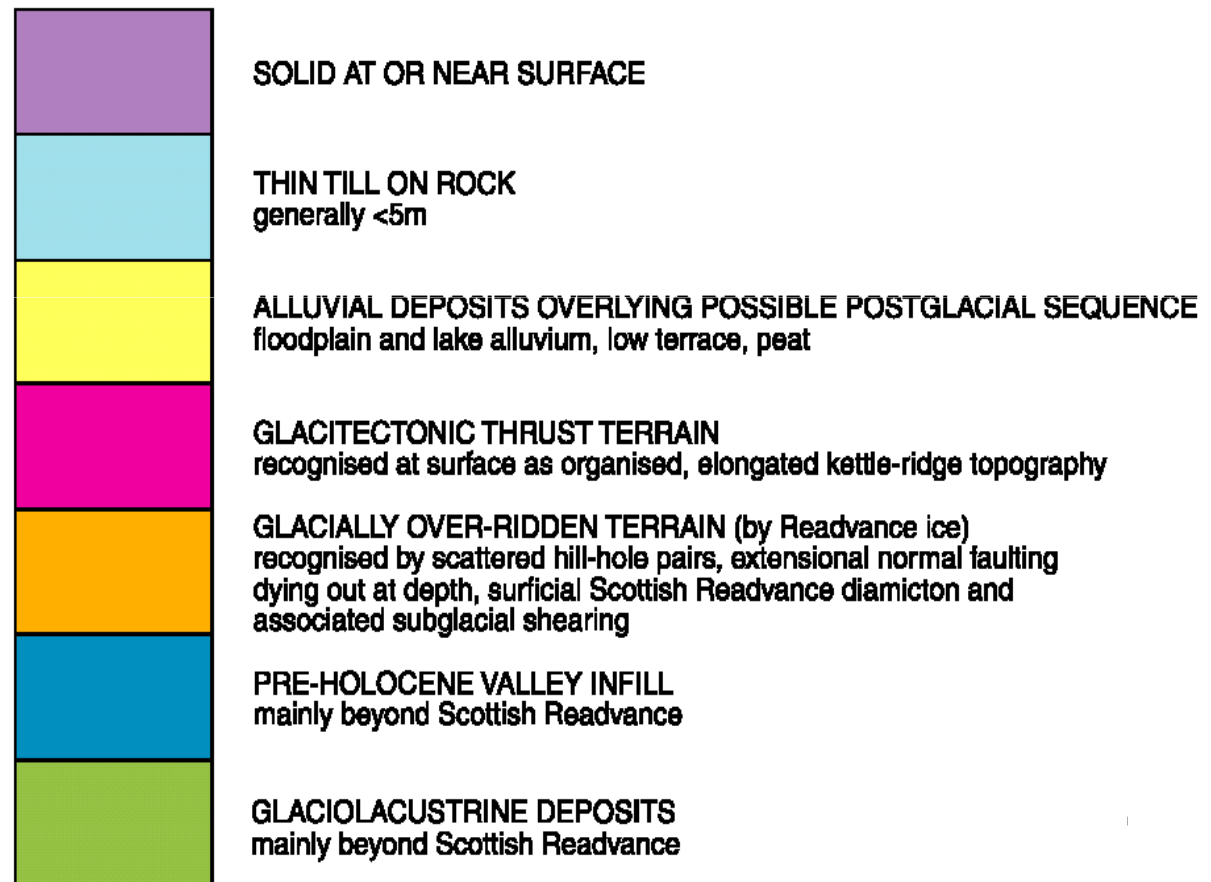 SOLID AT OR NEAR SURFACE
THIN TILL ON ROCK
generally <5m
ALLUVIAL DEPOSITS OVERLYING POSSIBLE POSTGLACIAL SEQUENCE
floodplain and lake alluvium, low terrace, peat
GLACITECTONIC THRUST TERRAIN
recognised at surface as organised, elongated kettle-ridge topography
GLACIALLY OVER-RIDDEN TERRAIN (by Readvance ice)
recognised by scattered hill-hole pairs, extensional normal faulting
dying out at depth, surficial Scottish Readvance diamicton and
associated subglacial shearing
PRE-HOLOCENE VALLEY INFILL
mainly beyond Scottish Readvance
GLACIOLACUSTRINE DEPOSITS
mainly beyond Scottish Readvance